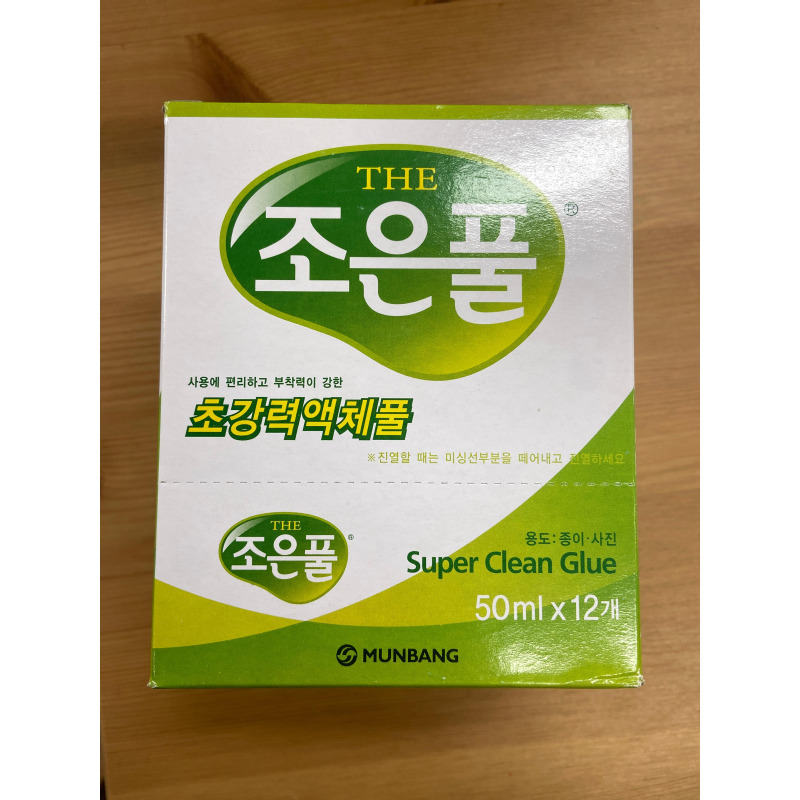 THE
조은풀
®
사용에 편리하고 부착력이 강한
초강력액체풀
※진열할 때는 미싱선부분을 떼어내고 진열하세요
THE
조은풀
®
용도:종이·사진
Super Clean Glue
50ml x 12개
MUNBANG